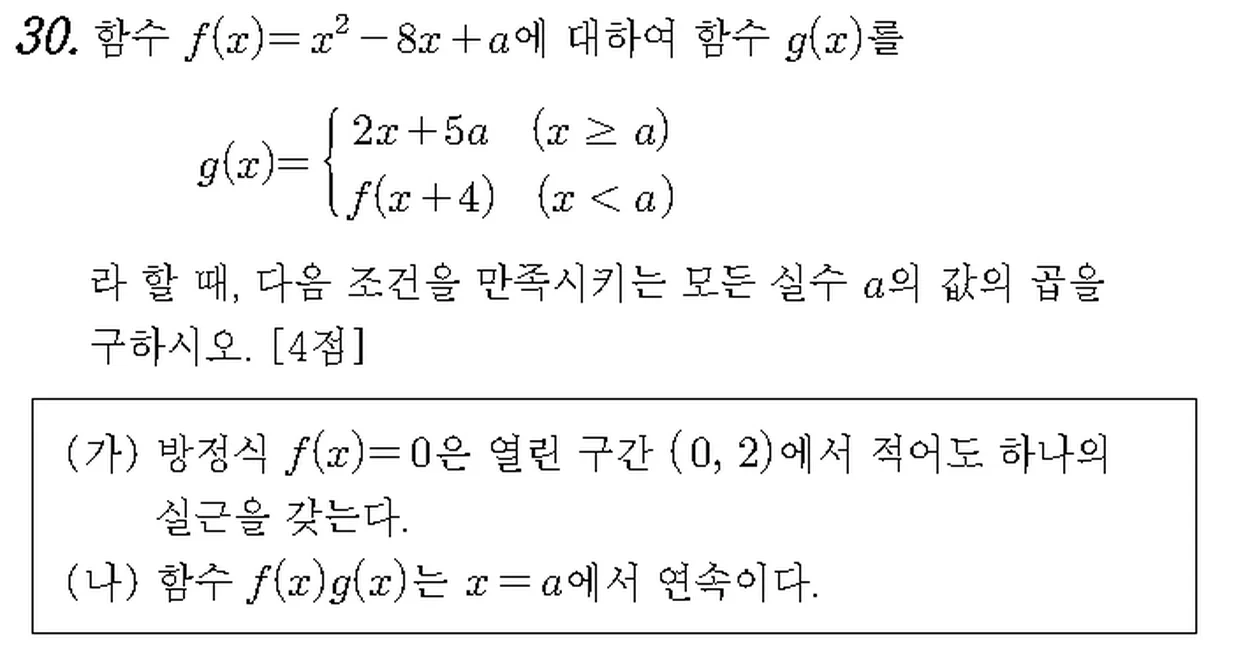 30. 함수 f(x)=x²−8x+a에 대하여 함수 g(x)를
g(x)={ 2x+5a (x ≥ a)
f(x+4) (x < a)
라 할 때, 다음 조건을 만족시키는 모든 실수 a의 값의 곱을
구하시오. [4점]
(가) 방정식 f(x)=0은 열린 구간 (0, 2)에서 적어도 하나의
실근을 갖는다.
(나) 함수 f(x)g(x)는 x=a에서 연속이다.